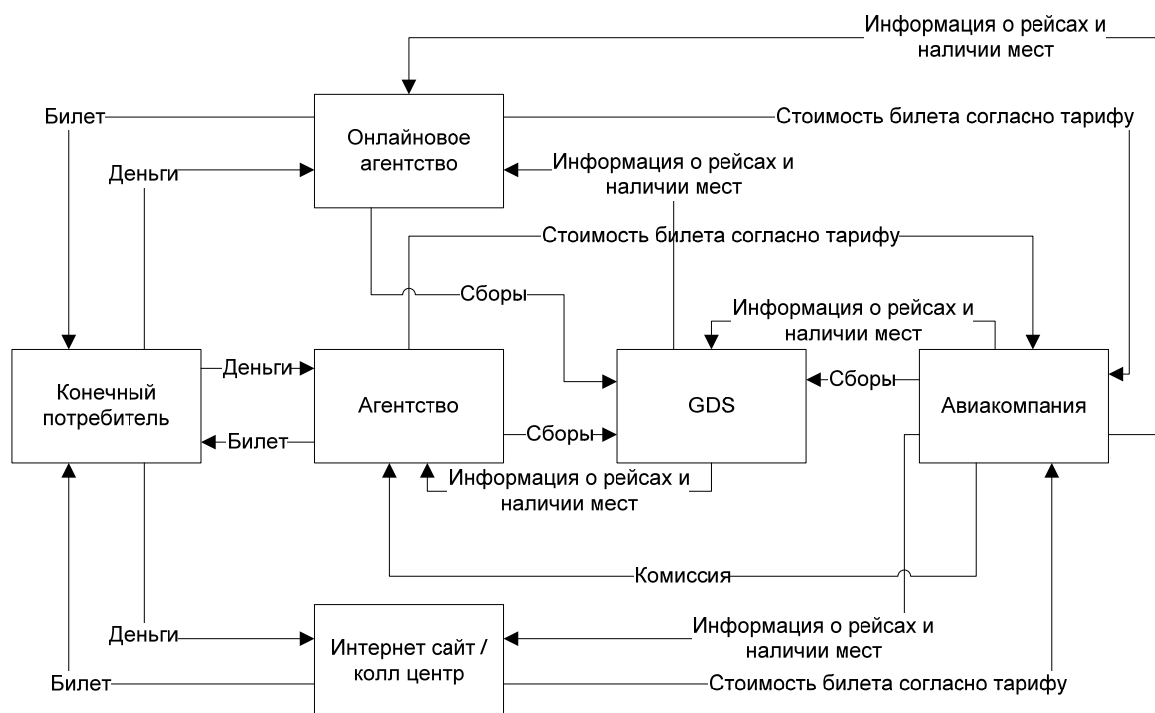 Информация о рейсах и
наличии мест
Билет
Стоимость билета согласно тарифу
Онлайновое
агентство
Информация о рейсах и
наличии мест
Деньги
Стоимость билета согласно тарифу
Сборы
Информация о рейсах и
наличии мест
Деньги
Сборы
Конечный
потребитель
Агентство
GDS
Авиакомпания
Билет
Сборы
Информация о рейсах и
наличии мест
Комиссия
Деньги
Информация о рейсах и
наличии мест
Интернет сайт /
колл центр
Билет
Стоимость билета согласно тарифу